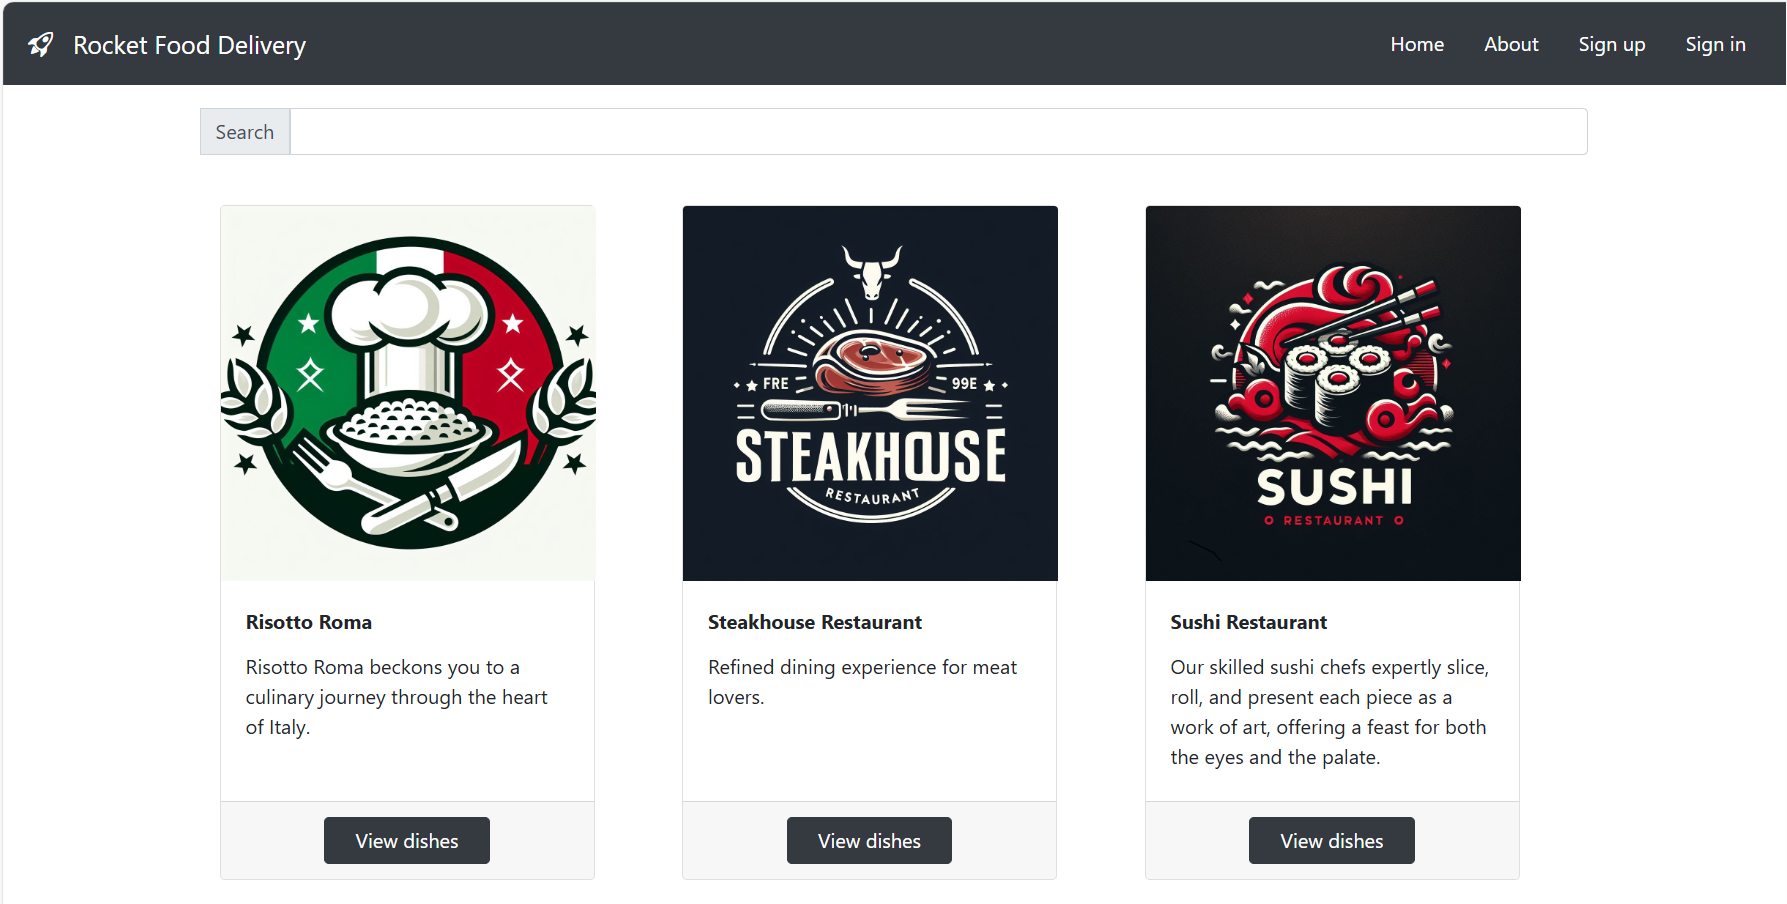 Rocket Food Delivery
Home About Sign up Sign in
Search
FRE 99E
STEAKHOUSE
RESTAURANT
SUSHI
RESTAURANT
Risotto Roma
Risotto Roma beckons you to a
culinary journey through the heart
of Italy.
View dishes
Steakhouse Restaurant
Refined dining experience for meat
lovers.
View dishes
Sushi Restaurant
Our skilled sushi chefs expertly slice,
roll, and present each piece as a
work of art, offering a feast for both
the eyes and the palate.
View dishes